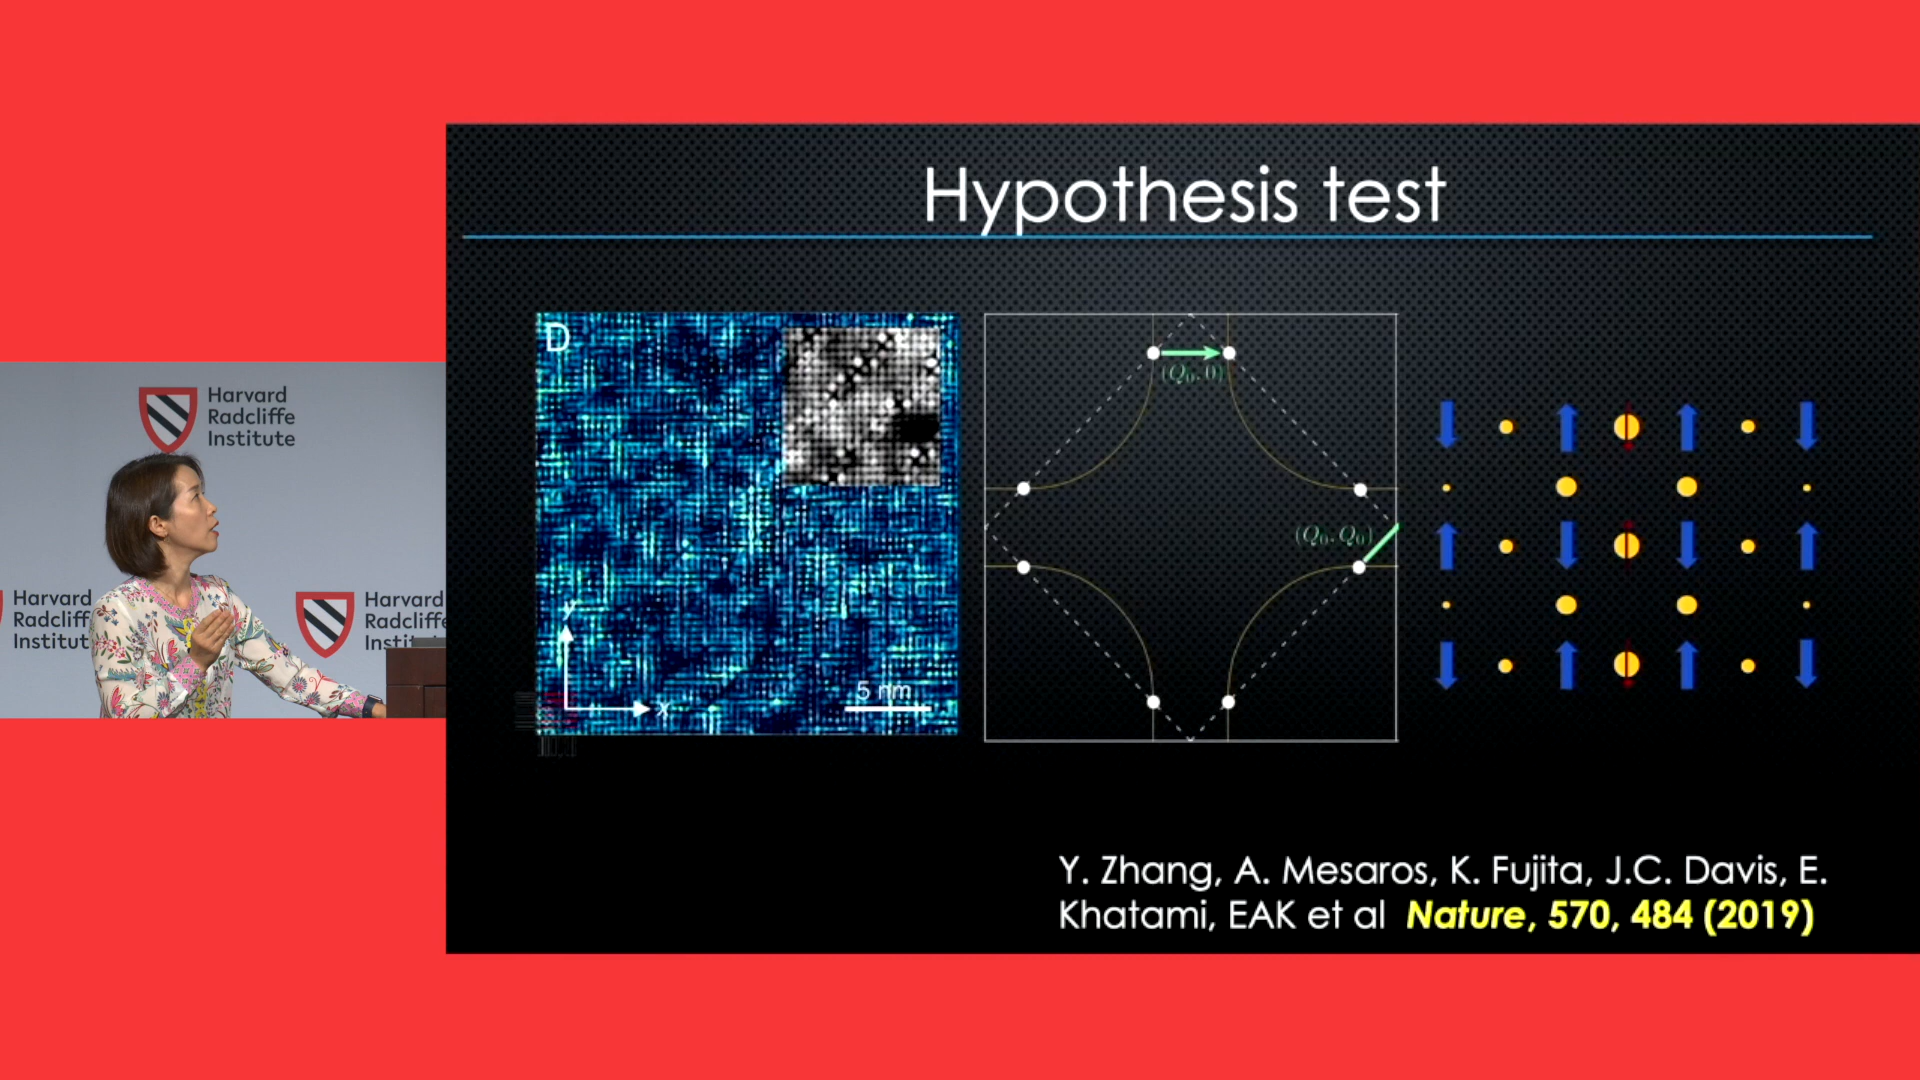 Hypothesis test
D
(Q₀, 0)
(Q₀, Q₀)
y
x
5 nm
Harvard
Radcliffe
Institute
Harvard
Radcliff
Institut
Harvard
Radcliffe
Instit
Y. Zhang, A. Mesaros, K. Fujita, J.C. Davis, E.
Khatami, EAK et al Nature, 570, 484 (2019)